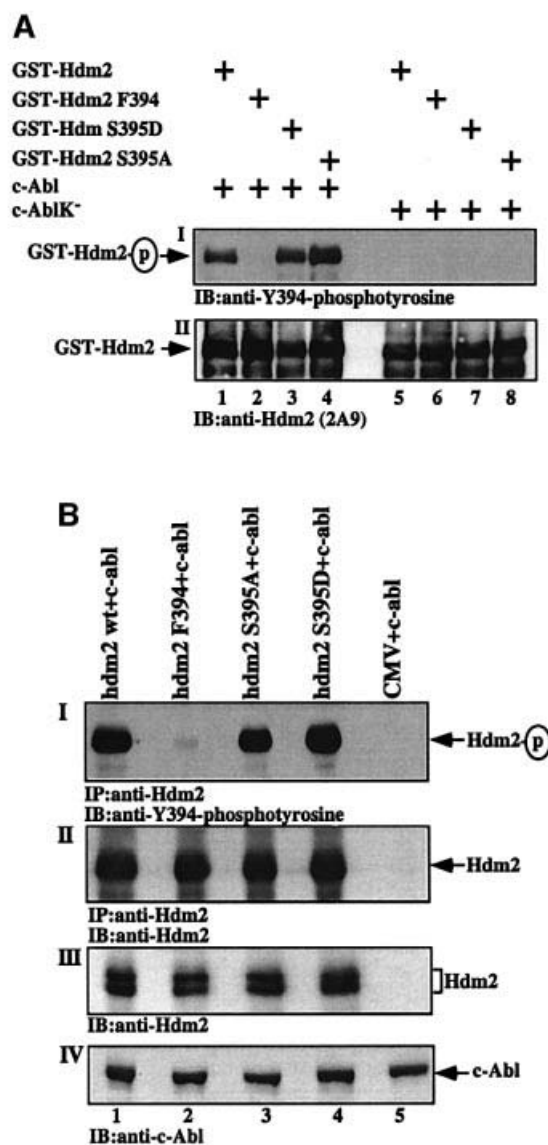 A
GST-Hdm2 + +
GST-Hdm2 F394 + +
GST-Hdm S395D + +
GST-Hdm2 S395A + +
c-Abl + + + +
c-AblK- + + + +
I
GST-Hdm2-p
IB:anti-Y394-phosphotyrosine
II
GST-Hdm2
1 2 3 4 5 6 7 8
IB:anti-Hdm2 (2A9)
B
hdm2 wt+c-abl
hdm2 F394+c-abl
hdm2 S395A+c-abl
hdm2 S395D+c-abl
CMV+c-abl
I
Hdm2-p
IP:anti-Hdm2
IB:anti-Y394-phosphotyrosine
II
Hdm2
IP:anti-Hdm2
IB:anti-Hdm2
III
Hdm2
IB:anti-Hdm2
IV
c-Abl
1 2 3 4 5
IB:anti-c-Abl